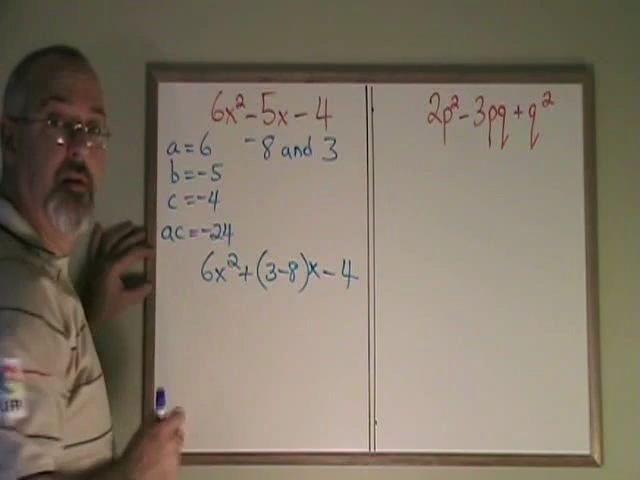 6x² - 5x - 4
a = 6
-8 and 3
b = -5
c = -4
ac = -24
6x² + (3-8)x - 4
2p² - 3pq + q²